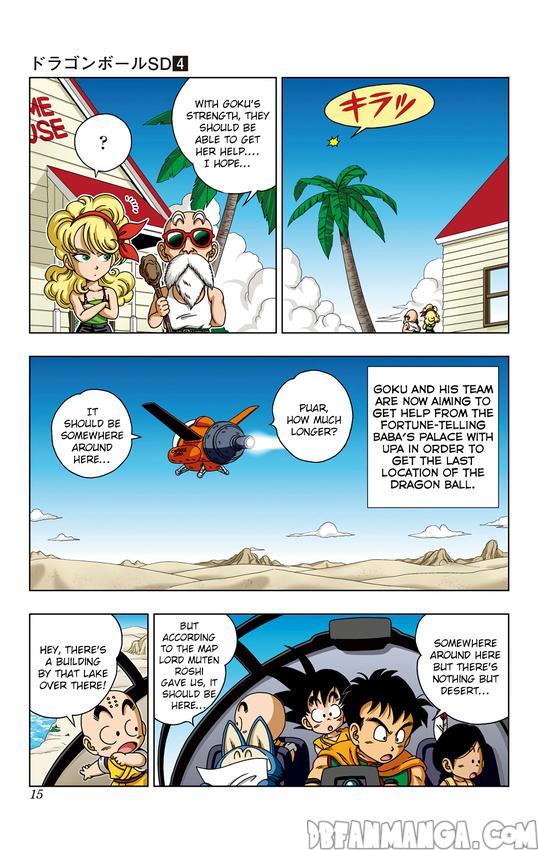 ドラゴンボールSD4
キラッ
WITH GOKU'S
STRENGTH, THEY
SHOULD BE
ABLE TO GET
HER HELP....
I HOPE...
?
ME
USE
GOKU AND HIS TEAM
ARE NOW AIMING TO
GET HELP FROM THE
FORTUNE-TELLING
BABA'S PALACE WITH
UPA IN ORDER TO
GET THE LAST
LOCATION OF THE
DRAGON BALL.
PUAR,
HOW MUCH
LONGER?
IT
SHOULD BE
SOMEWHERE
AROUND
HERE...
SOMEWHERE
AROUND HERE
BUT THERE'S
NOTHING BUT
DESERT...
BUT
ACCORDING
TO THE MAP
LORD MUTEN
ROSHI
GAVE US, IT
SHOULD BE
HERE...
HEY, THERE'S
A BUILDING
BY THAT LAKE
OVER THERE!
15
DBFANMANGA.COM